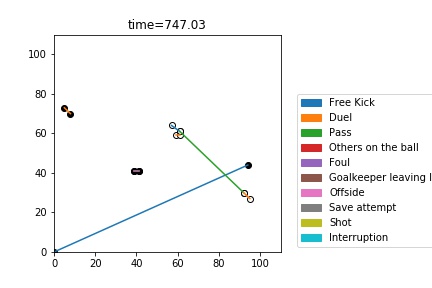 time=747.03
100
80
60
40
20
0
0 20 40 60 80 100
Free Kick
Duel
Pass
Others on the ball
Foul
Goalkeeper leaving l
Offside
Save attempt
Shot
Interruption